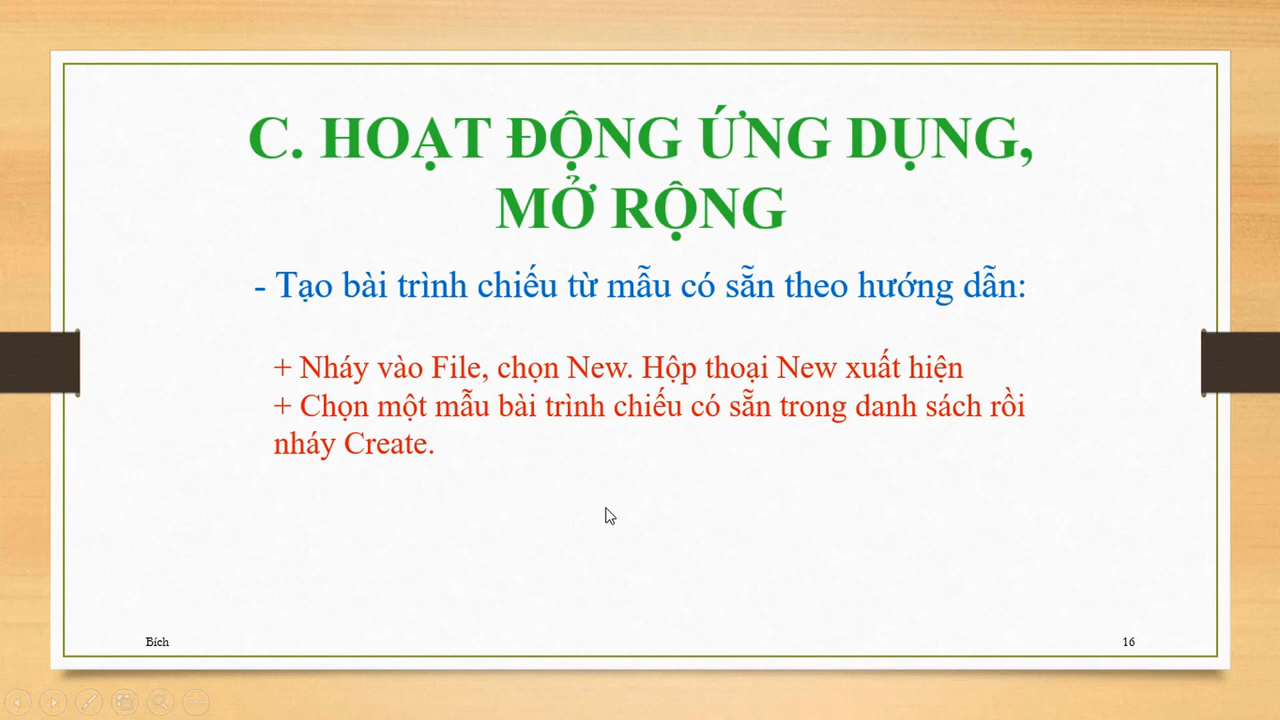 C. HOẠT ĐỘNG ỨNG DỤNG,
MỞ RỘNG
- Tạo bài trình chiếu từ mẫu có sẵn theo hướng dẫn:
+ Nháy vào File, chọn New. Hộp thoại New xuất hiện
+ Chọn một mẫu bài trình chiếu có sẵn trong danh sách rồi
nháy Create.
Bích
16